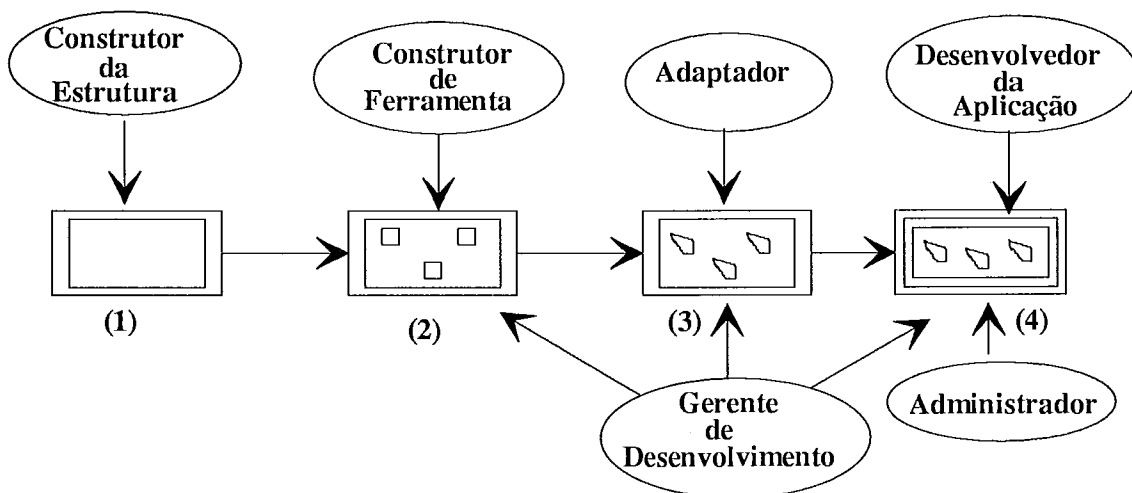 Construtor
da
Estrutura
Construtor
de
Ferramenta
Adaptador
Desenvolvedor
da
Aplicação
(1)
(2)
(3)
(4)
Gerente
de
Desenvolvimento
Administrador